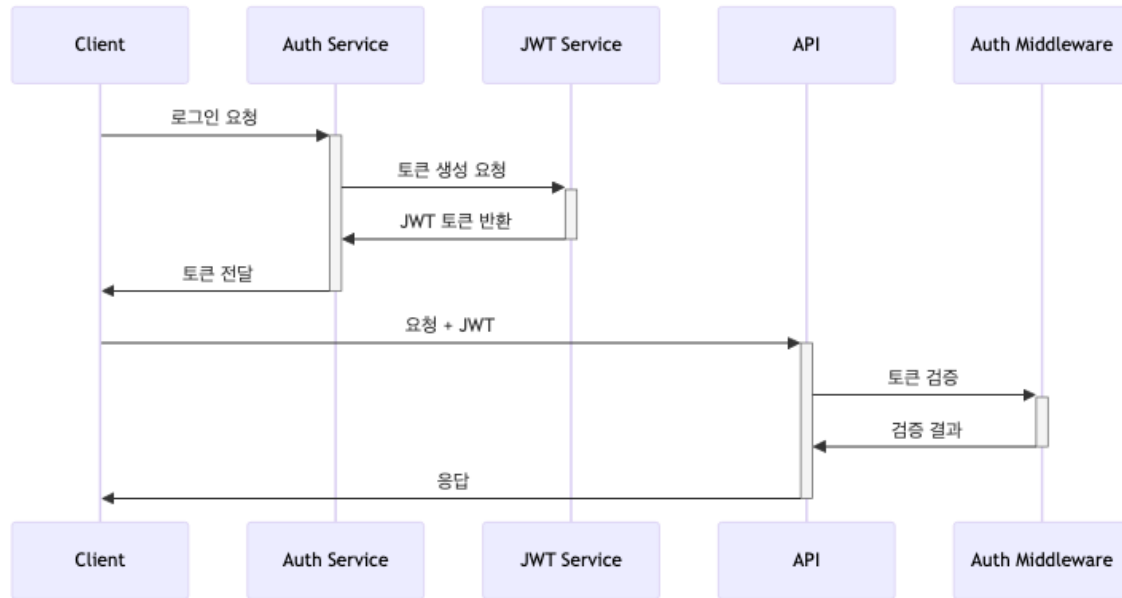 Client
Auth Service
JWT Service
API
Auth Middleware
로그인 요청
토큰 생성 요청
JWT 토큰 반환
토큰 전달
요청 + JWT
토큰 검증
검증 결과
응답
Client
Auth Service
JWT Service
API
Auth Middleware